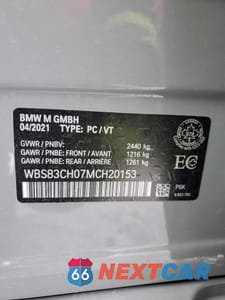 BMW M GMBH
04/2021 TYPE: PC / VT
GVWR / PNBV: 2440 kg
GAWR / PNBE: FRONT / AVANT 1216 kg
GAWR / PNBE: REAR / ARRIÈRE 1261 kg
WBS83CH07MCH20153
EC
P6K
66 NEXTCAR